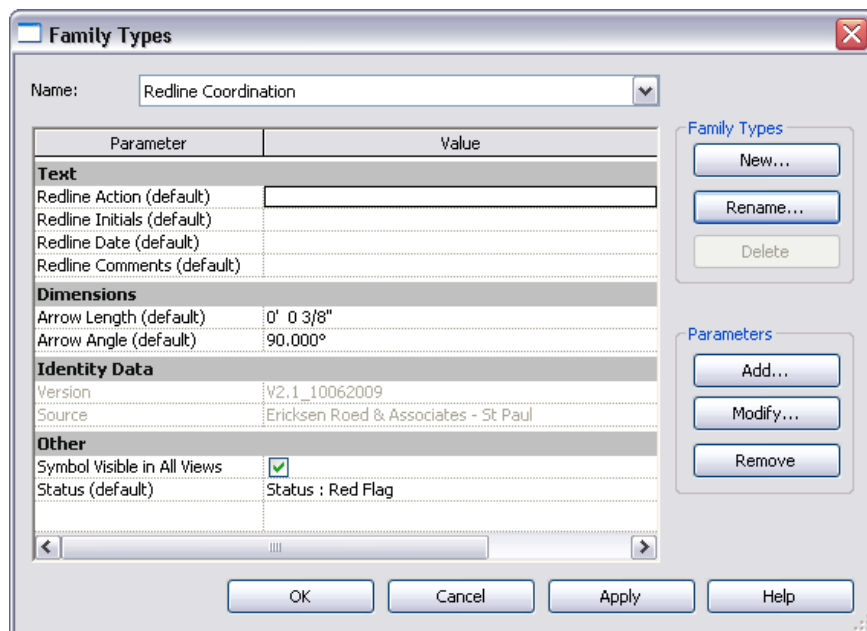 Family Types
Name: Redline Coordination
Parameter Value
Text
Redline Action (default)
Redline Initials (default)
Redline Date (default)
Redline Comments (default)
Dimensions
Arrow Length (default) 0' 0 3/8"
Arrow Angle (default) 90.000°
Identity Data
Version V2.1_10062009
Source Ericksen Roed & Associates - St Paul
Other
Symbol Visible in All Views
Status (default) Status : Red Flag
Family Types
New...
Rename...
Delete
Parameters
Add...
Modify...
Remove
OK Cancel Apply Help